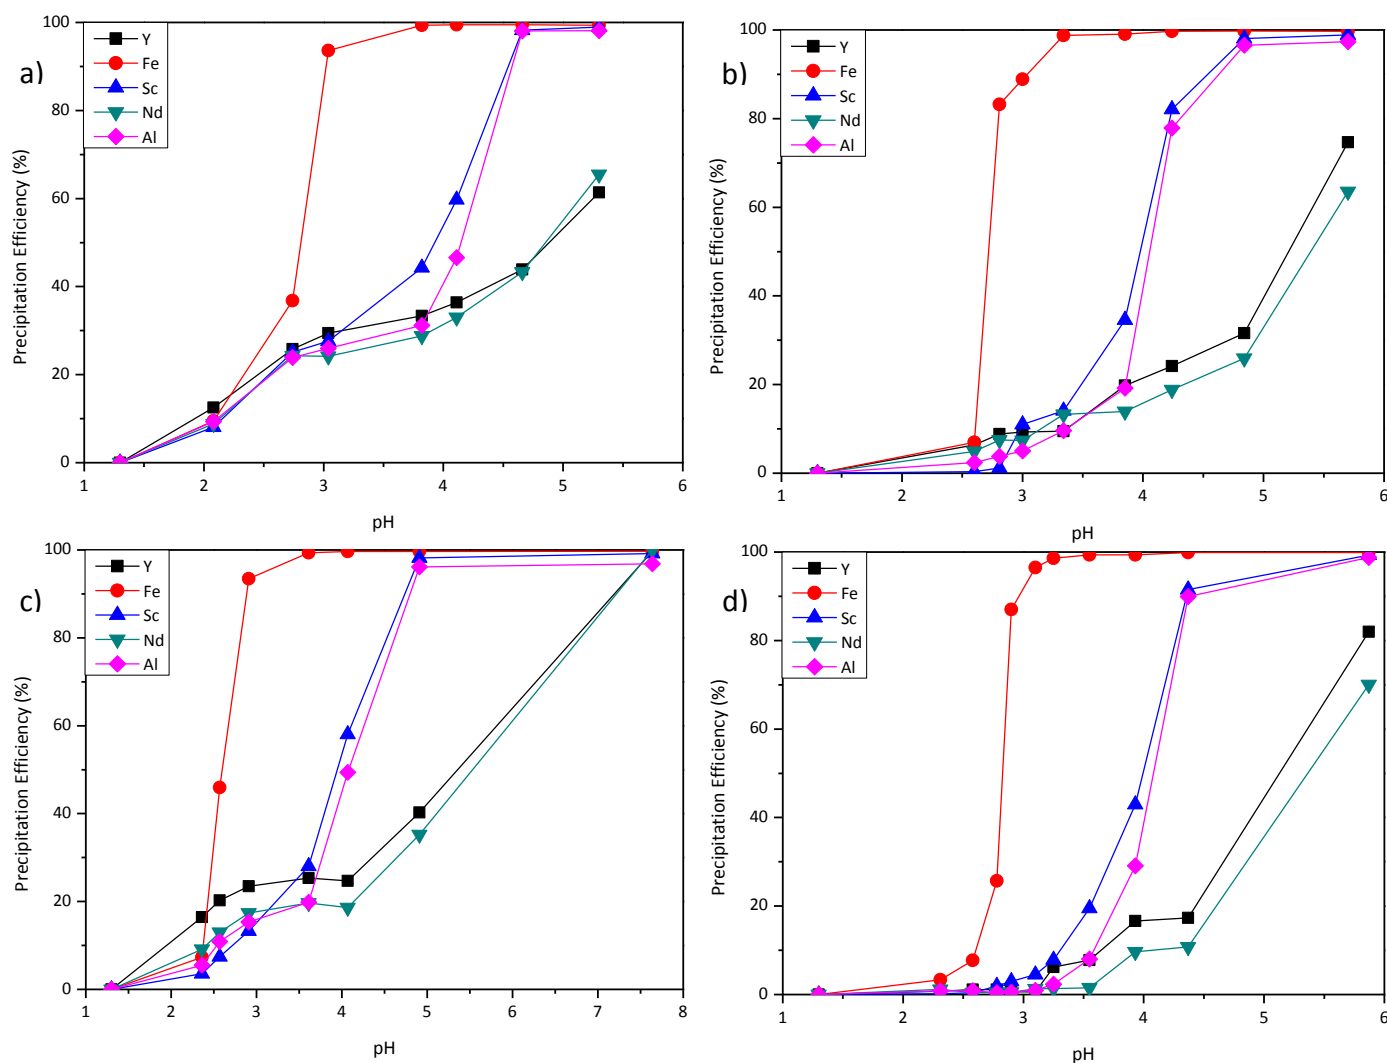 a)
Precipitation Efficiency (%)
100
80
60
40
20
0
Y
Fe
Sc
Nd
Al
1 2 3 4 5 6
pH
b)
Precipitation Efficiency (%)
100
80
60
40
20
0
Y
Fe
Sc
Nd
Al
1 2 3 4 5 6
pH
c)
Precipitation Efficiency (%)
100
80
60
40
20
0
Y
Fe
Sc
Nd
Al
1 2 3 4 5 6 7 8
pH
d)
Precipitation Efficiency (%)
100
80
60
40
20
0
Y
Fe
Sc
Nd
Al
1 2 3 4 5 6
pH